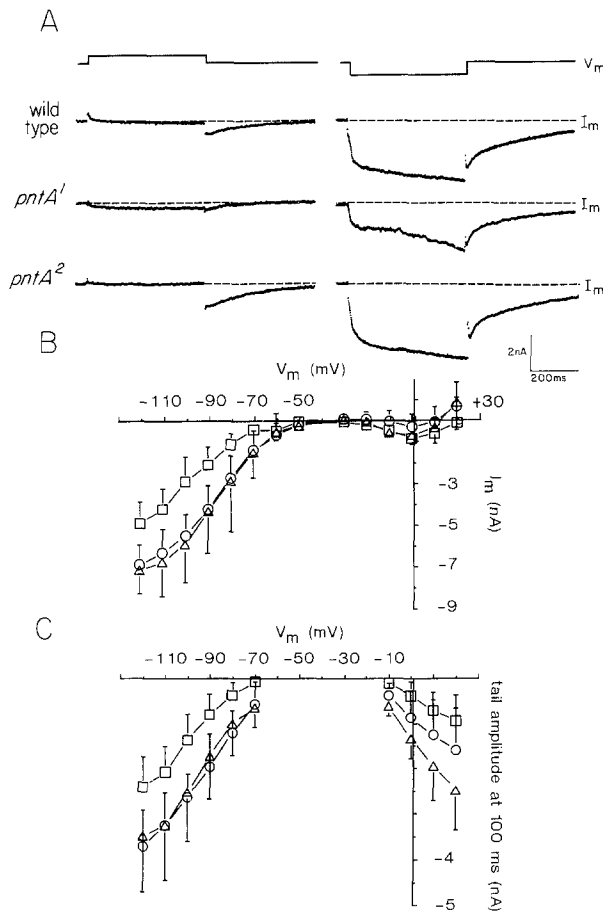 A
Vm
wild type
Im
pntA1
Im
pntA2
Im
2nA
200ms
B
Vm (mV)
-110 -90 -70 -50 +30
-3
-5
-7
-9
Im (nA)
C
Vm (mV)
-110 -90 -70 -50 -30 -10
-4
-5
tail amplitude at 100 ms (nA)